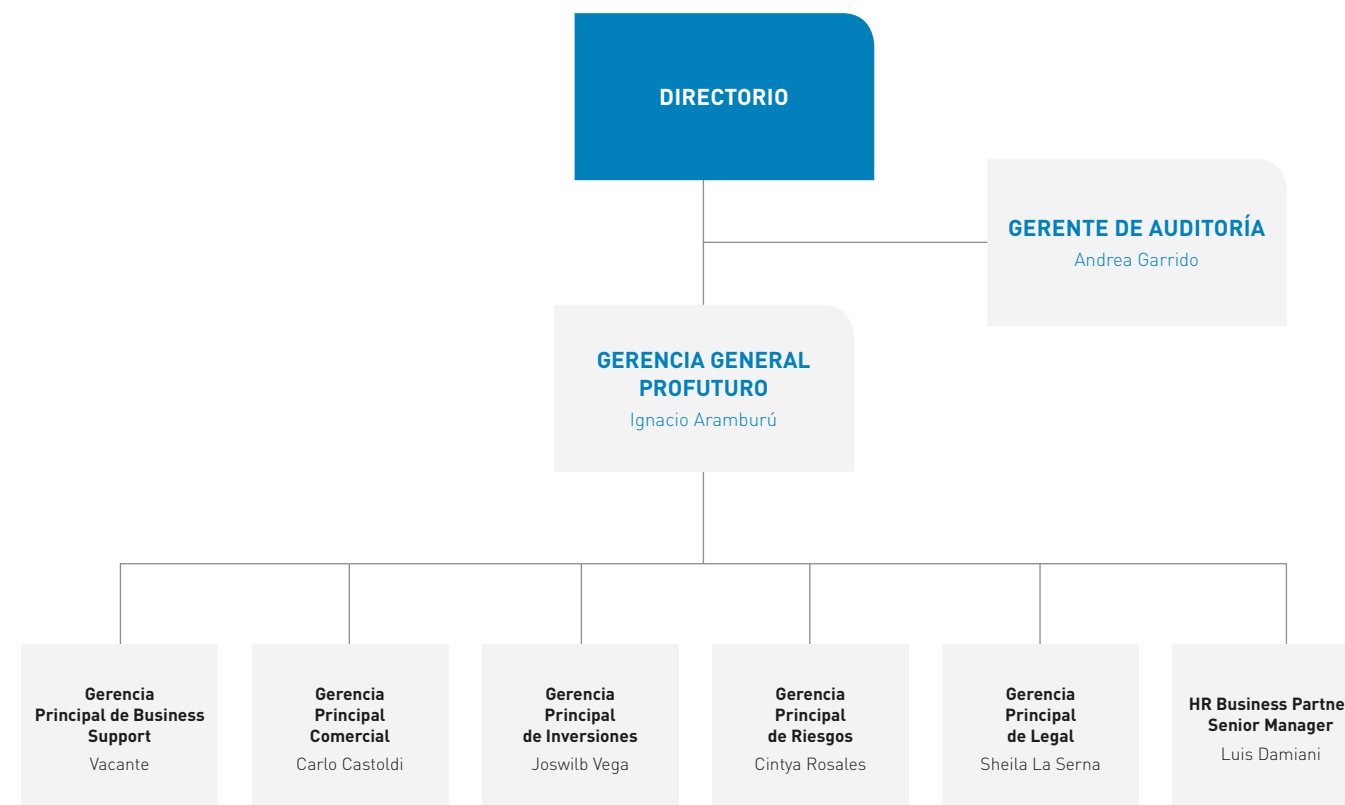 DIRECTORIO
GERENTE DE AUDITORÍA
Andrea Garrido
GERENCIA GENERAL
PROFUTURO
Ignacio Aramburú
Gerencia
Principal de Business
Support
Vacante
Gerencia
Principal
Comercial
Carlo Castoldi
Gerencia
Principal
de Inversiones
Joswilb Vega
Gerencia
Principal
de Riesgos
Cintya Rosales
Gerencia
Principal
de Legal
Sheila La Serna
HR Business Partne
Senior Manager
Luis Damiani